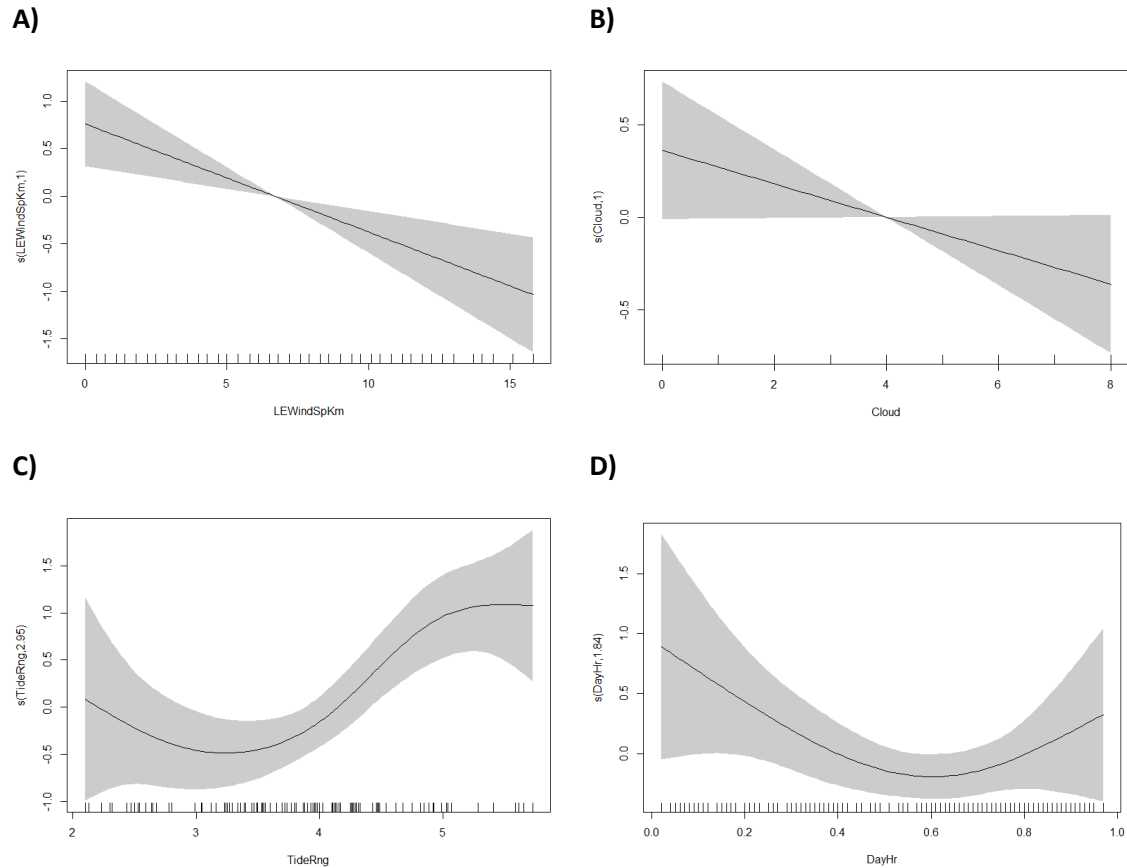 A)
B)
s(LEWindSpKm,1)
1.0
0.5
0.0
-0.5
-1.0
-1.5
0 5 10 15
LEWindSpKm
s(Cloud,1)
0.5
0.0
-0.5
0 2 4 6 8
Cloud
C)
D)
s(TideRng,2.95)
1.5
1.0
0.5
0.0
-0.5
-1.0
2 3 4 5
TideRng
s(DayHr,1.84)
1.5
1.0
0.5
0.0
0.0 0.2 0.4 0.6 0.8 1.0
DayHr